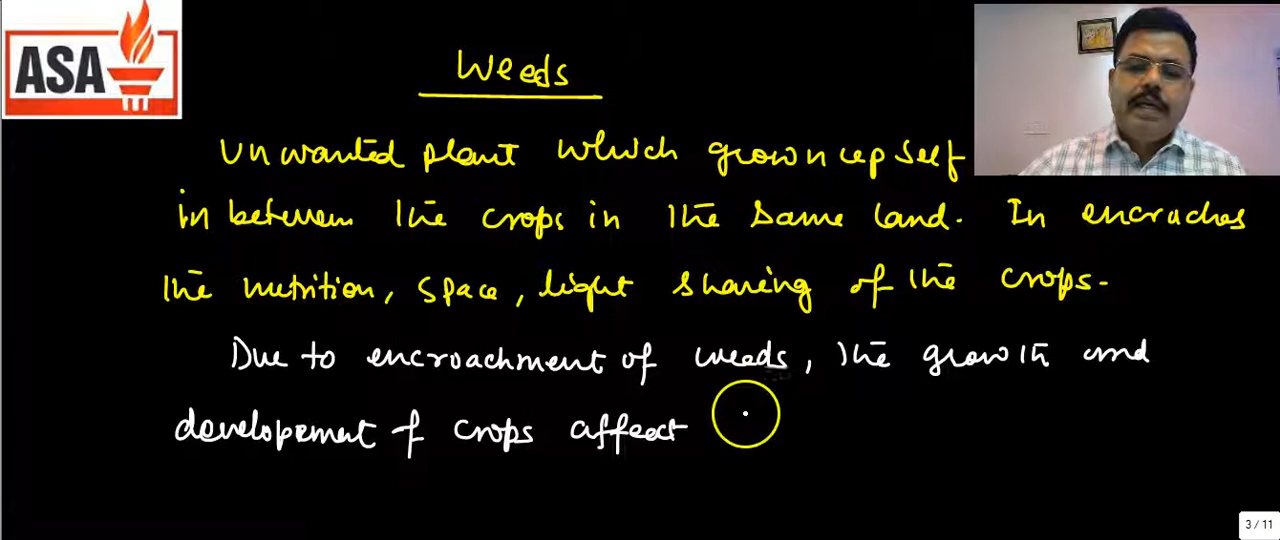 ASA
Weeds
Unwanted plant which grown up self
in between the crops in the same land. In encraches
the nutrition, space, light sharing of the crops.
Due to encroachment of weeds, the growth and
developement of crops affect
3 / 11